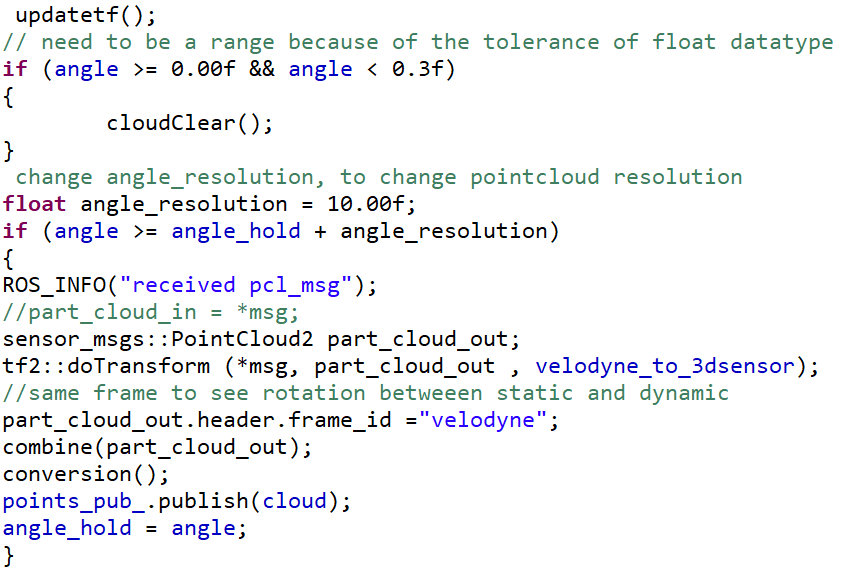 updatetf();
// need to be a range because of the tolerance of float datatype
if (angle >= 0.00f && angle < 0.3f)
{
cloudClear();
}
change angle_resolution, to change pointcloud resolution
float angle_resolution = 10.00f;
if (angle >= angle_hold + angle_resolution)
{
ROS_INFO("received pcl_msg");
//part_cloud_in = *msg;
sensor_msgs::PointCloud2 part_cloud_out;
tf2::doTransform (*msg, part_cloud_out , velodyne_to_3dsensor);
//same frame to see rotation betweeen static and dynamic
part_cloud_out.header.frame_id ="velodyne";
combine(part_cloud_out);
conversion();
points_pub_.publish(cloud);
angle_hold = angle;
}